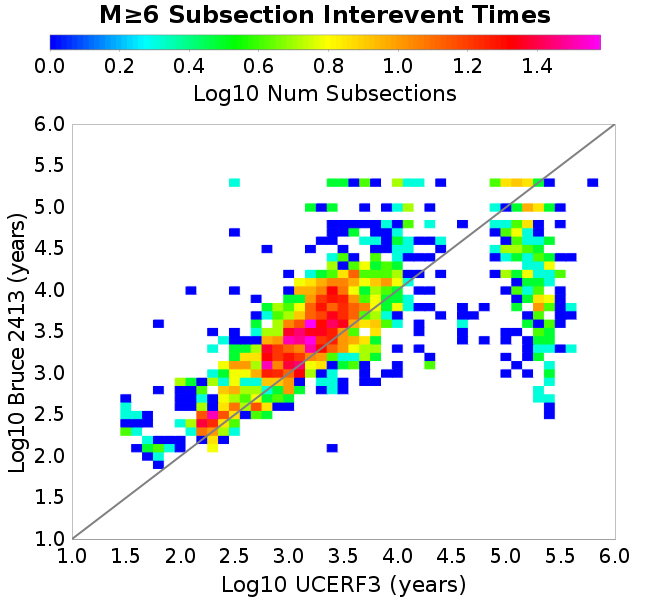 M≥6 Subsection Interevent Times
0.0 0.2 0.4 0.6 0.8 1.0 1.2 1.4
Log10 Num Subsections
6.0
5.5
5.0
4.5
4.0
3.5
3.0
2.5
2.0
1.5
1.0
Log10 Bruce 2413 (years)
1.0 1.5 2.0 2.5 3.0 3.5 4.0 4.5 5.0 5.5 6.0
Log10 UCERF3 (years)